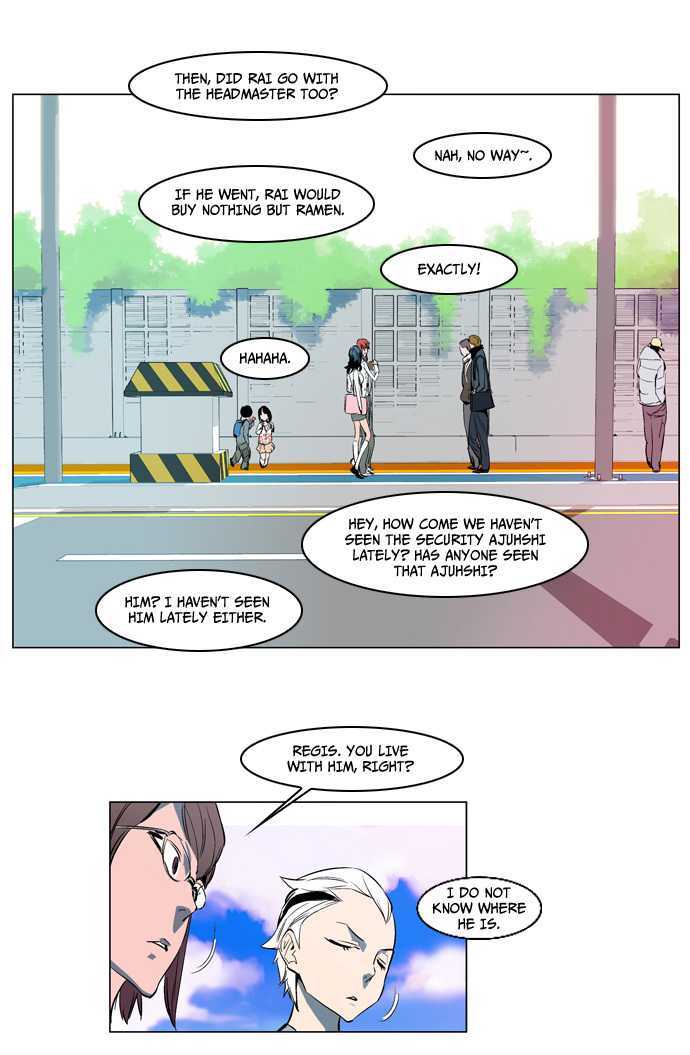 THEN, DID RAI GO WITH
THE HEADMASTER TOO?
NAH, NO WAY~.
IF HE WENT, RAI WOULD
BUY NOTHING BUT RAMEN.
EXACTLY!
HAHAHA.
HEY, HOW COME WE HAVEN'T
SEEN THE SECURITY AJUHSHI
LATELY? HAS ANYONE SEEN
THAT AJUHSHI?
HIM? I HAVEN'T SEEN
HIM LATELY EITHER.
REGIS. YOU LIVE
WITH HIM, RIGHT?
I DO NOT
KNOW WHERE
HE IS.